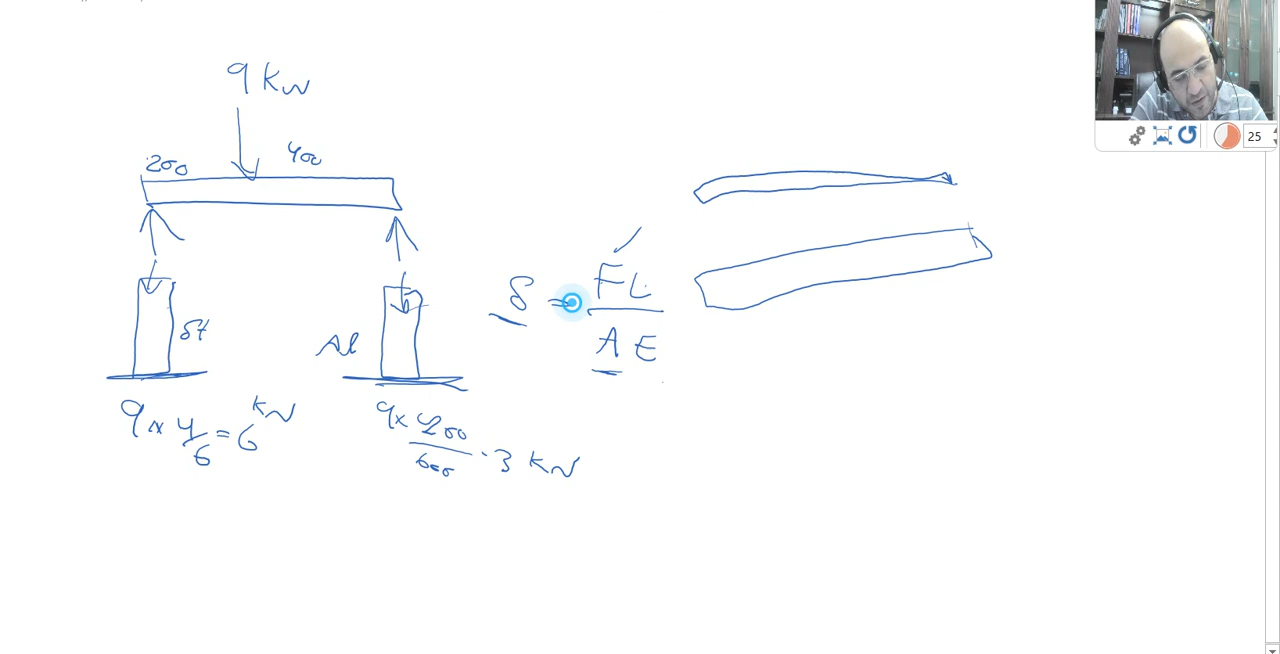 9 KN
200
400
δ = FL / AE
St
Al
9 x 4/6 = 6 KN
9 x 200/600 = 3 KN
25